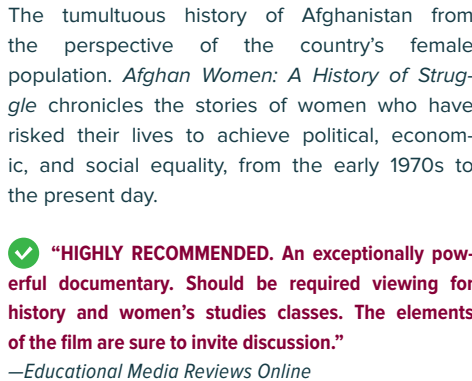 The tumultuous history of Afghanistan from
the perspective of the country’s female
population. Afghan Women: A History of Strug-
gle chronicles the stories of women who have
risked their lives to achieve political, econom-
ic, and social equality, from the early 1970s to
the present day.
“HIGHLY RECOMMENDED. An exceptionally pow-
erful documentary. Should be required viewing for
history and women’s studies classes. The elements
of the film are sure to invite discussion.”
—Educational Media Reviews Online